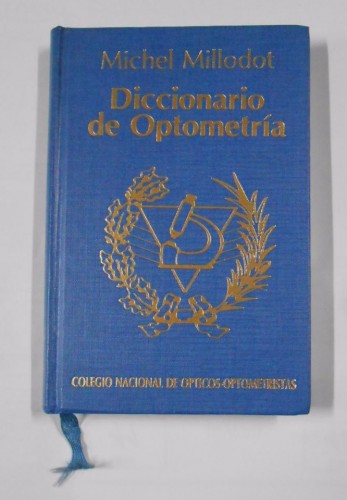 Michel Millodot
Diccionario
de Optometría
COLEGIO NACIONAL DE OPTICOS-OPTOMETRISTAS